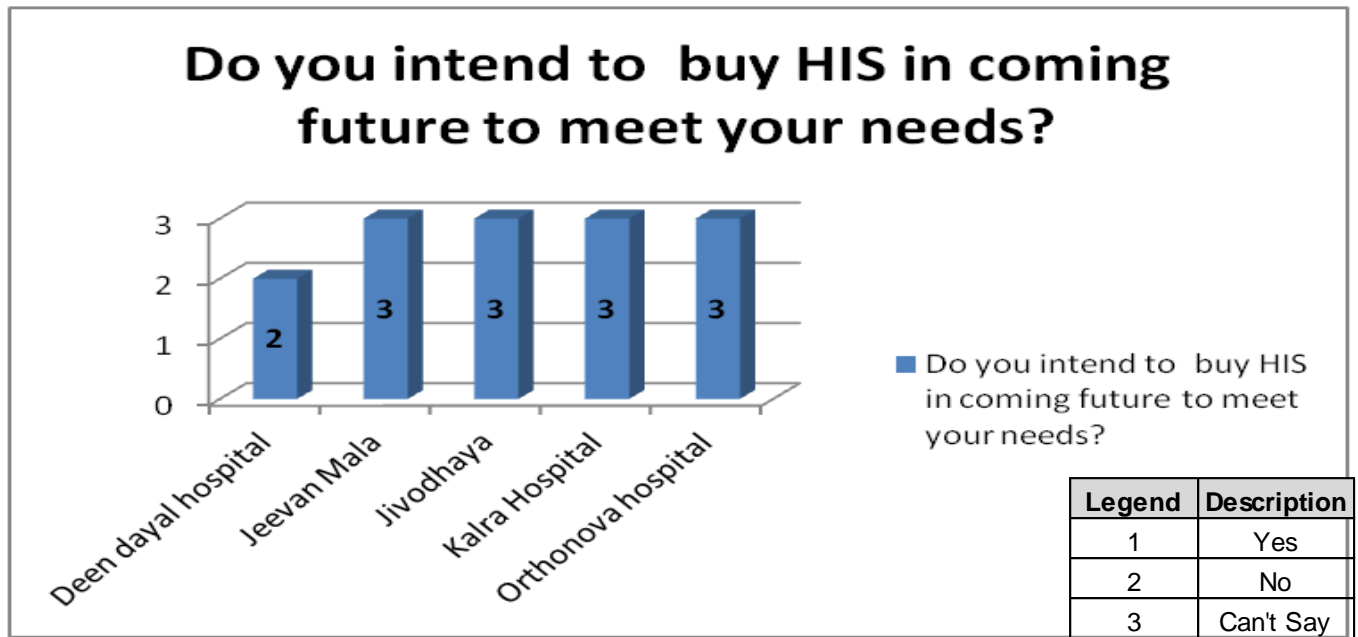 Do you intend to buy HIS in coming
future to meet your needs?
3
2
1
0
2
3
3
3
3
Deen dayal hospital
Jeevan Mala
Jivodhaya
Kalra Hospital
Orthonova hospital
Do you intend to buy HIS
in coming future to meet
your needs?
Legend Description
1 Yes
2 No
3 Can't Say